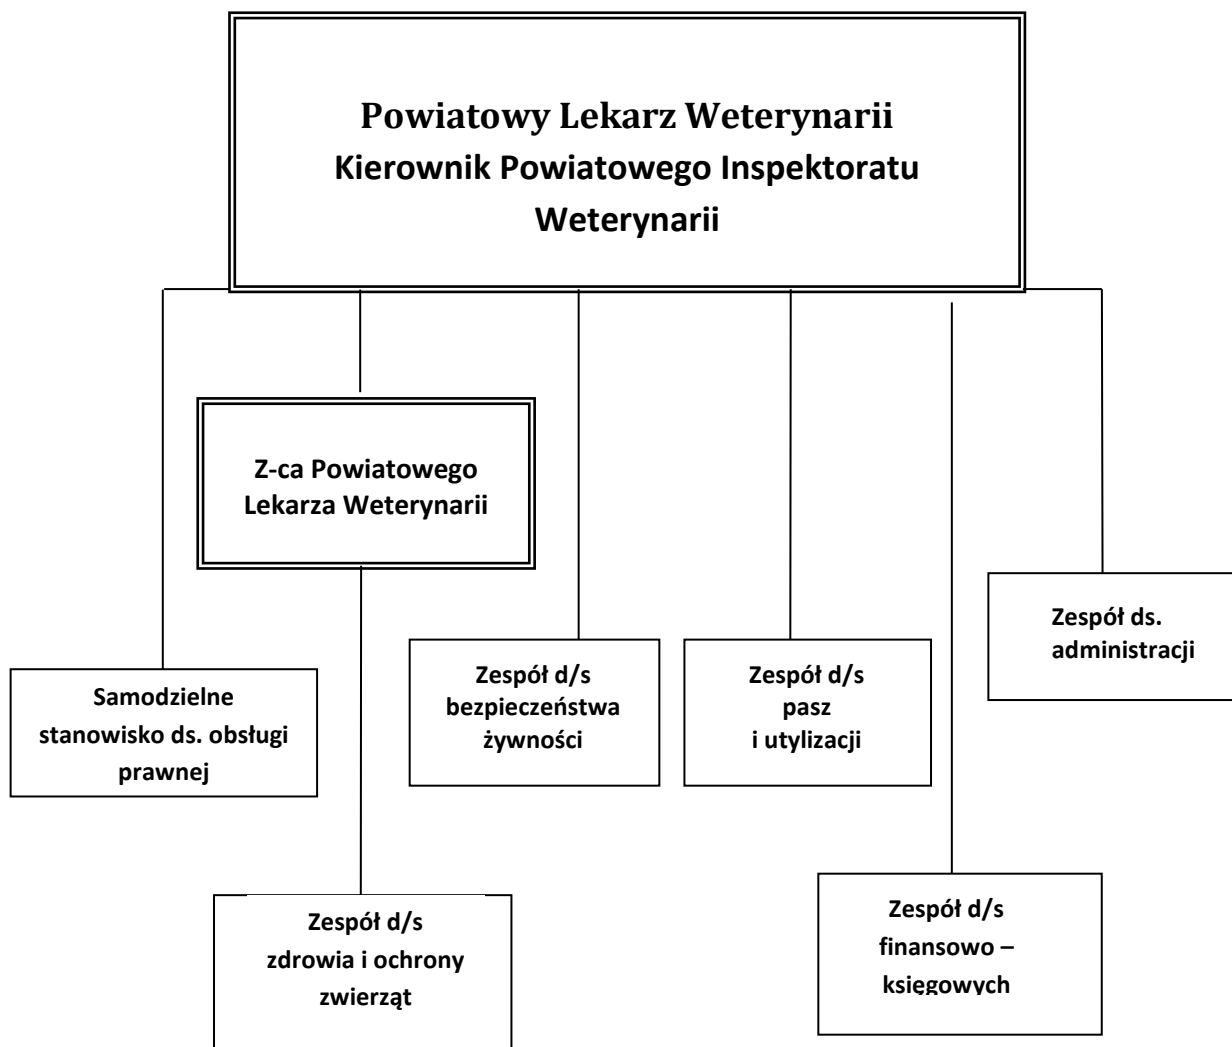 Powiatowy Lekarz Weterynarii
Kierownik Powiatowego Inspektoratu
Weterynarii
Z-ca Powiatowego
Lekarza Weterynarii
Zespół ds.
administracji
Samodzielne
stanowisko ds. obsługi
prawnej
Zespół d/s
bezpieczeństwa
żywności
Zespół d/s
pasz
i utylizacji
Zespół d/s
zdrowia i ochrony
zwierząt
Zespół d/s
finansowo –
księgowych